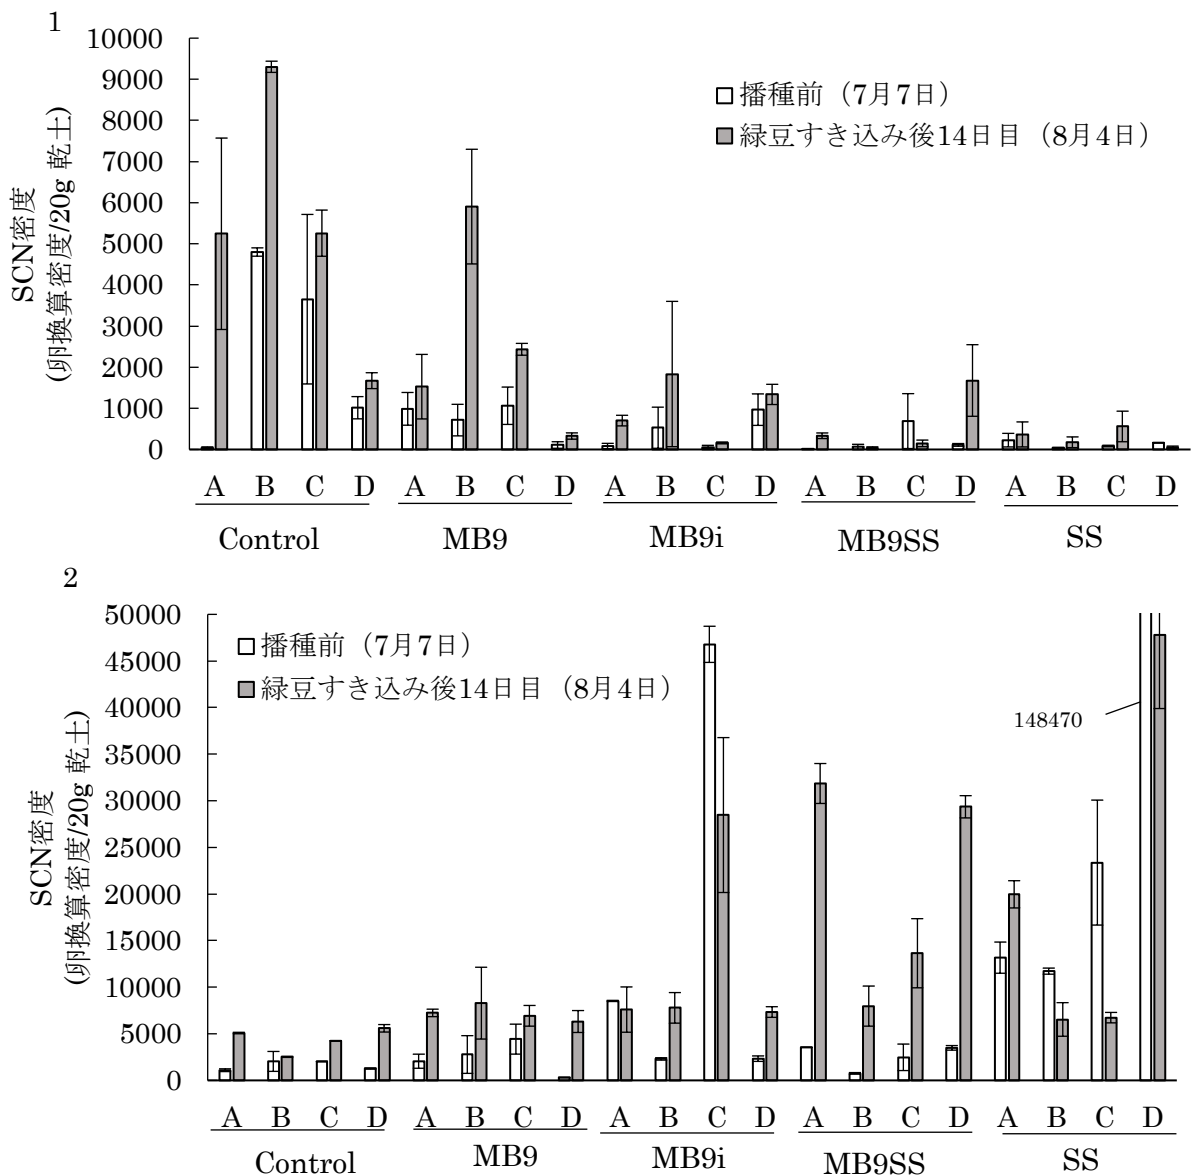 1
10000
9000
8000
7000
6000
5000
4000
3000
2000
1000
0
SCN密度
(卵換算密度/20g 乾土)
播種前（7月7日）
緑豆すき込み後14日目（8月4日）
A B C D A B C D A B C D A B C D A B C D
Control MB9 MB9i MB9SS SS
2
50000
45000
40000
35000
30000
25000
20000
15000
10000
5000
0
SCN密度
(卵換算密度/20g 乾土)
播種前（7月7日）
緑豆すき込み後14日目（8月4日）
148470
A B C D A B C D A B C D A B C D A B C D
Control MB9 MB9i MB9SS SS